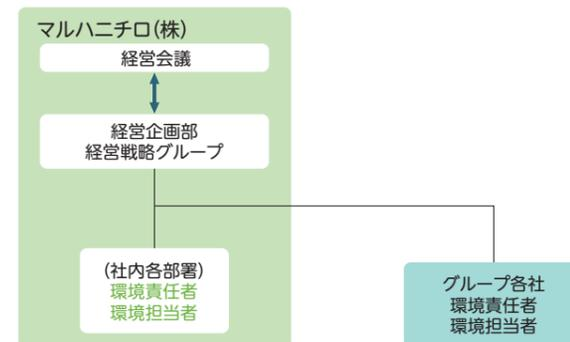 マルハニチロ(株)
経営会議
経営企画部
経営戦略グループ
(社内各部署)
環境責任者
環境担当者
グループ各社
環境責任者
環境担当者